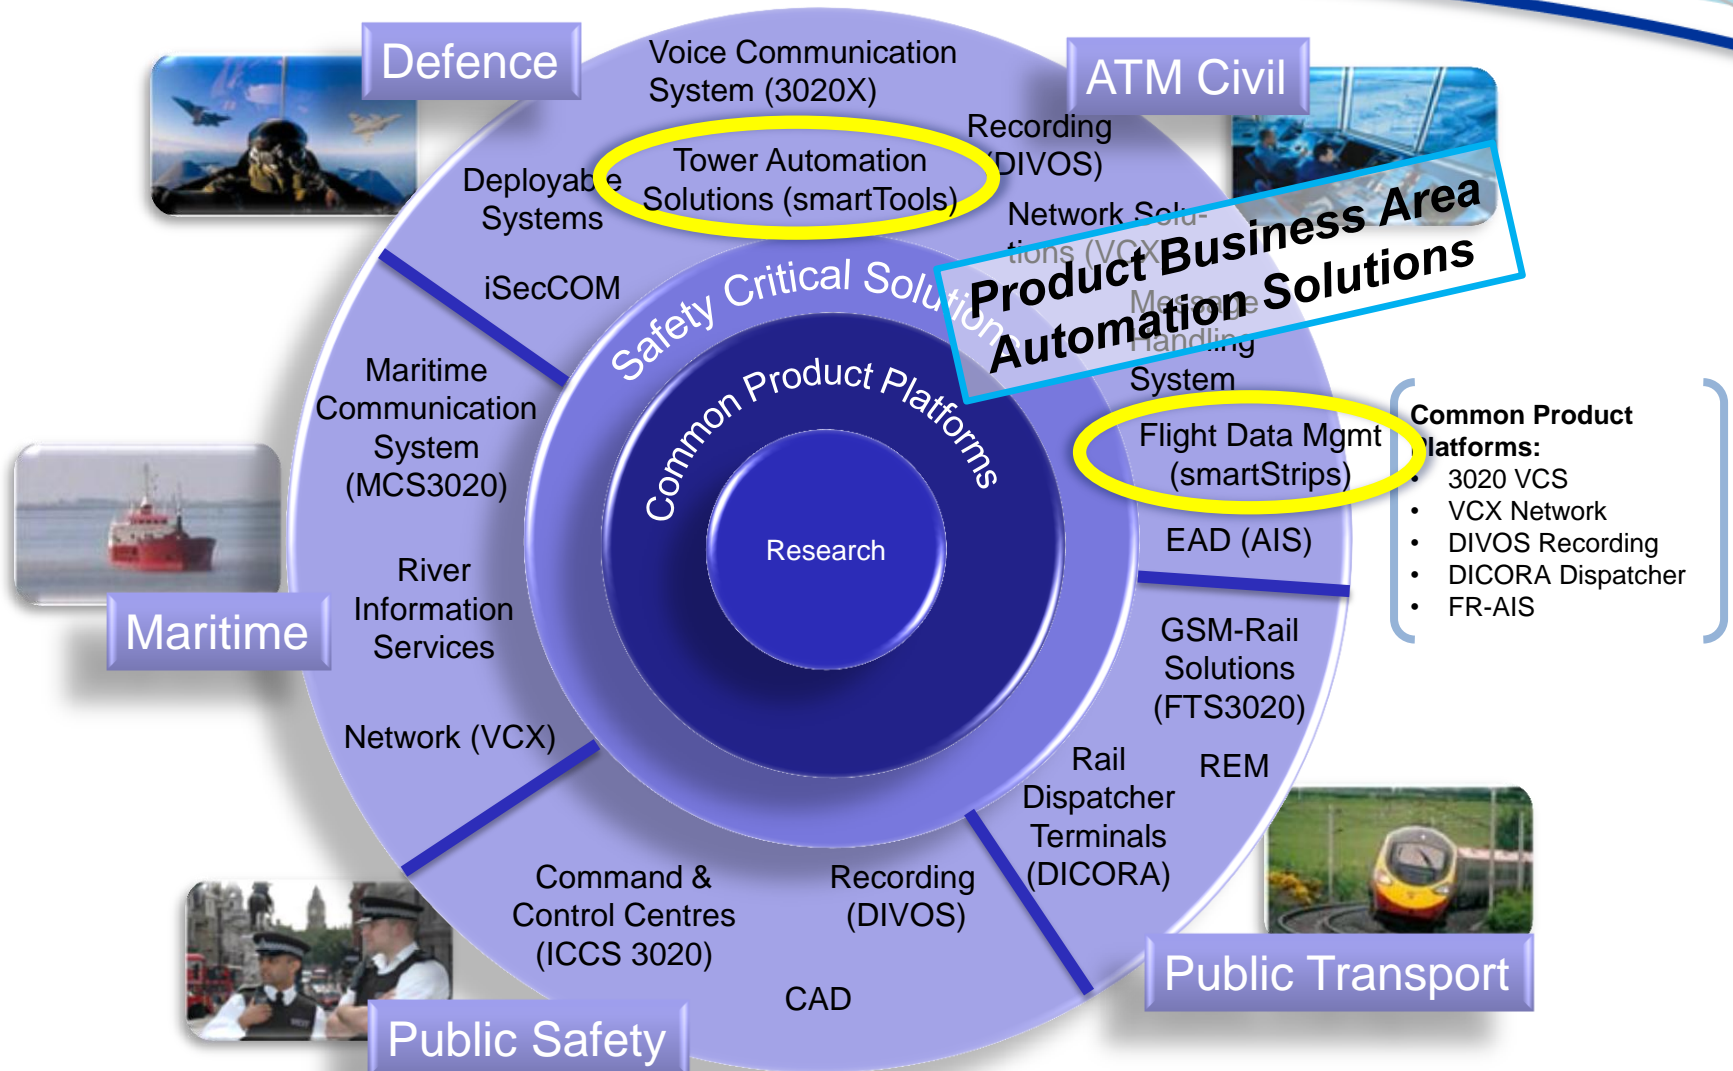 Defence
Voice Communication
System (3020X)
ATM Civil
Recording
(DIVOS)
Tower Automation
Solutions (smartTools)
Deployable
Systems
Network Solu-
tions (VCX)
iSecCOM
Product Business Area
Automation Solutions
Message
Handling
System
Safety Critical Solutions
Common Product Platforms
Research
Maritime
Communication
System
(MCS3020)
Flight Data Mgmt
(smartStrips)
Common Product
Platforms:
• 3020 VCS
• VCX Network
• DIVOS Recording
• DICORA Dispatcher
• FR-AIS
EAD (AIS)
River
Information
Services
Maritime
GSM-Rail
Solutions
(FTS3020)
Network (VCX)
REM
Rail
Dispatcher
Terminals
(DICORA)
Command &
Control Centres
(ICCS 3020)
Recording
(DIVOS)
CAD
Public Transport
Public Safety